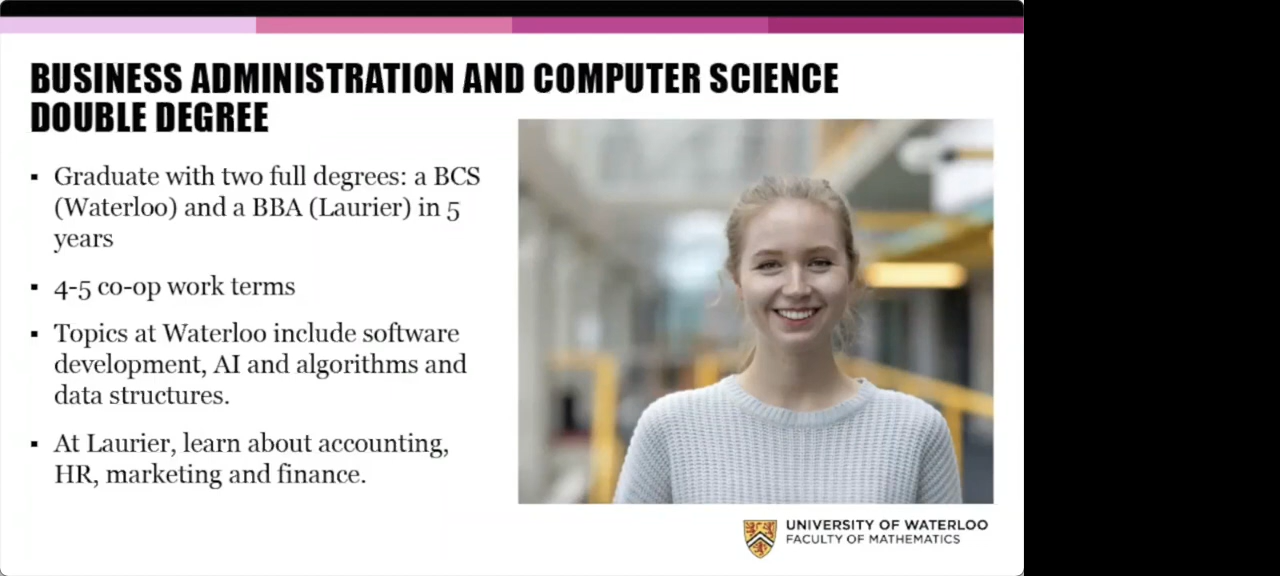 BUSINESS ADMINISTRATION AND COMPUTER SCIENCE
DOUBLE DEGREE
▪ Graduate with two full degrees: a BCS
(Waterloo) and a BBA (Laurier) in 5
years
▪ 4-5 co-op work terms
▪ Topics at Waterloo include software
development, AI and algorithms and
data structures.
▪ At Laurier, learn about accounting,
HR, marketing and finance.
UNIVERSITY OF WATERLOO
FACULTY OF MATHEMATICS